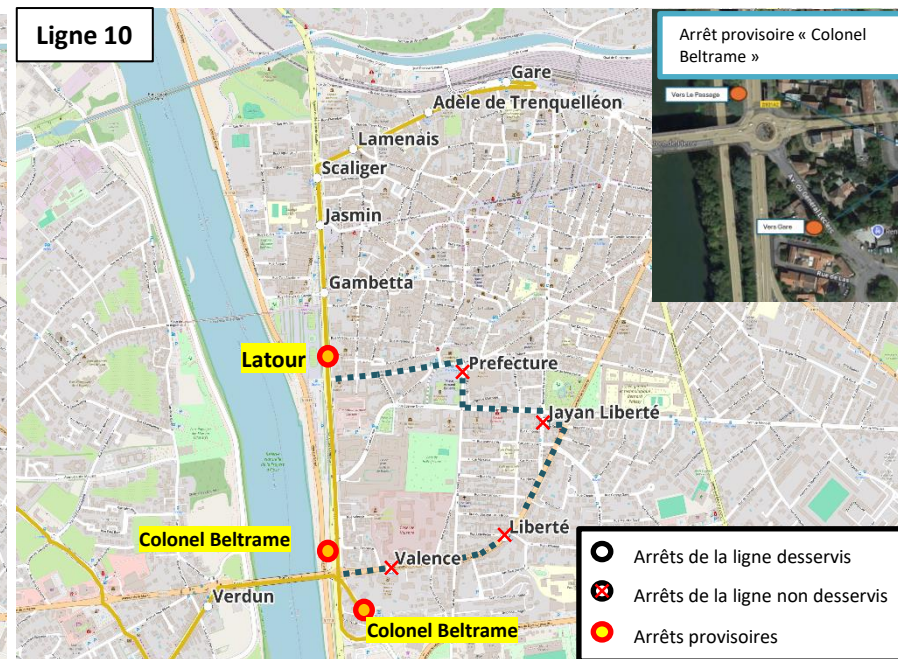 Ligne 10
Arrêt provisoire « Colonel
Beltrame »
Vers Le Passage
Vers Gare
Gare
Adèle de Trenquelléon
Lamenais
Scaliger
Jasmin
Gambetta
Latour
Prefecture
Jayan Liberté
Colonel Beltrame
Liberté
Valence
Verdun
Colonel Beltrame
Arrêts de la ligne desservis
Arrêts de la ligne non desservis
Arrêts provisoires